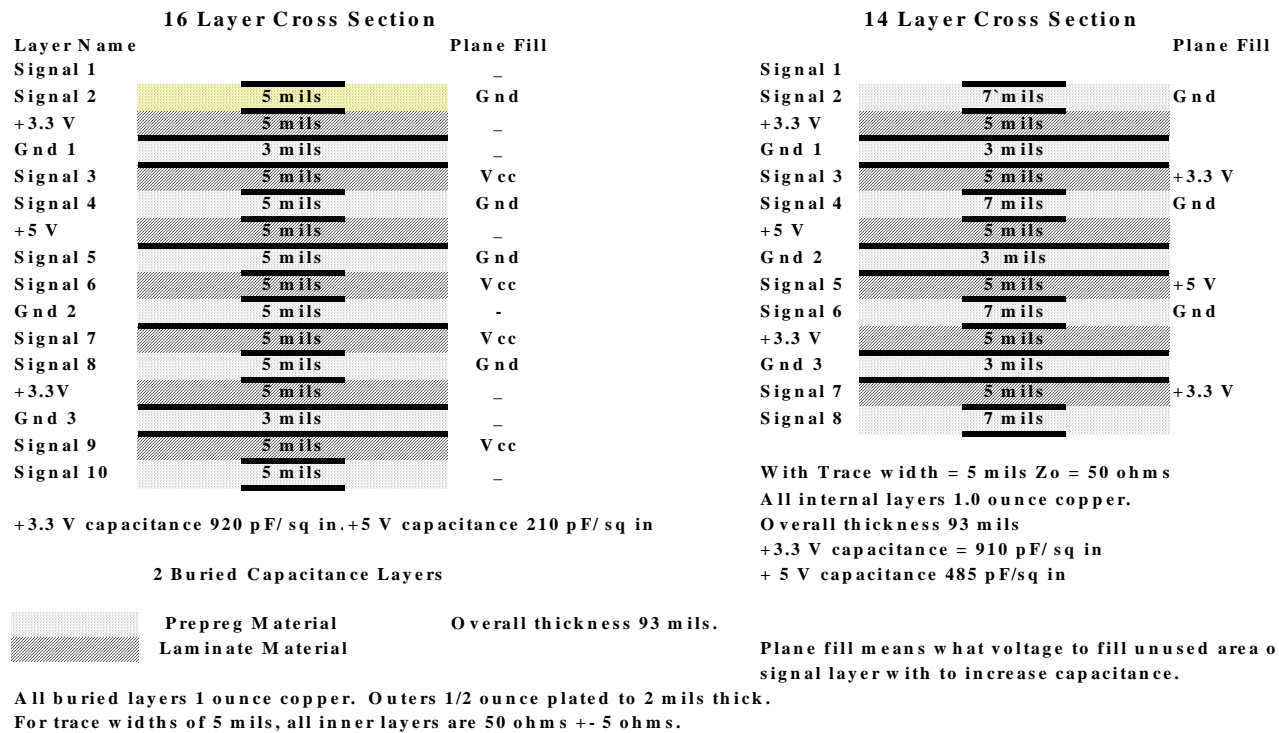 16 Layer Cross Section
Layer Name Plane Fill
Signal 1 _
Signal 2 5 mils Gnd
+3.3 V 5 mils _
Gnd 1 3 mils _
Signal 3 5 mils Vcc
Signal 4 5 mils Gnd
+5 V 5 mils _
Signal 5 5 mils Gnd
Signal 6 5 mils Vcc
Gnd 2 5 mils -
Signal 7 5 mils Vcc
Signal 8 5 mils Gnd
+3.3V 5 mils _
Gnd 3 3 mils _
Signal 9 5 mils Vcc
Signal 10 5 mils _
+3.3 V capacitance 920 pF/ sq in.+5 V capacitance 210 pF/ sq in
2 Buried Capacitance Layers
Prepreg Material Overall thickness 93 mils.
Laminate Material
All buried layers 1 ounce copper. Outers 1/2 ounce plated to 2 mils thick.
For trace widths of 5 mils, all inner layers are 50 ohms +- 5 ohms.
14 Layer Cross Section
Plane Fill
Signal 1
Signal 2 7`mils Gnd
+3.3 V 5 mils
Gnd 1 3 mils
Signal 3 5 mils +3.3 V
Signal 4 7 mils Gnd
+5 V 5 mils
Gnd 2 3 mils
Signal 5 5 mils +5 V
Signal 6 7 mils Gnd
+3.3 V 5 mils
Gnd 3 3 mils
Signal 7 5 mils +3.3 V
Signal 8 7 mils
With Trace width = 5 mils Zo = 50 ohms
All internal layers 1.0 ounce copper.
Overall thickness 93 mils
+3.3 V capacitance = 910 pF/ sq in
+ 5 V capacitance 485 pF/sq in
Plane fill means what voltage to fill unused area o
signal layer with to increase capacitance.